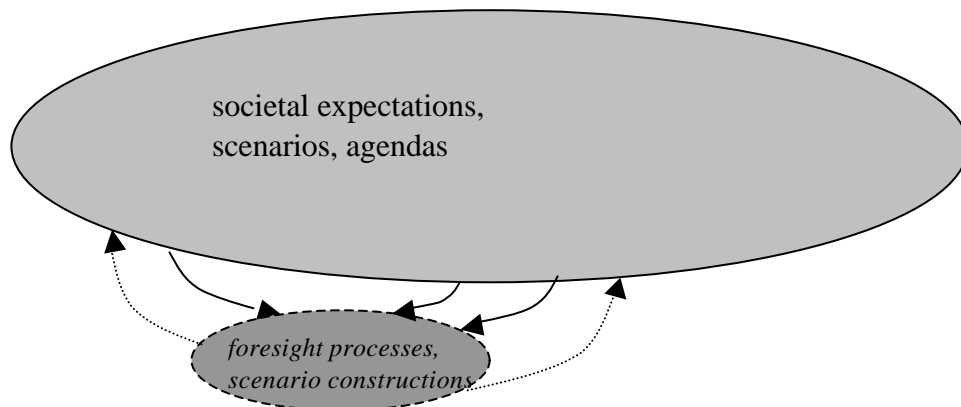 societal expectations,
scenarios, agendas
foresight processes,
scenario constructions